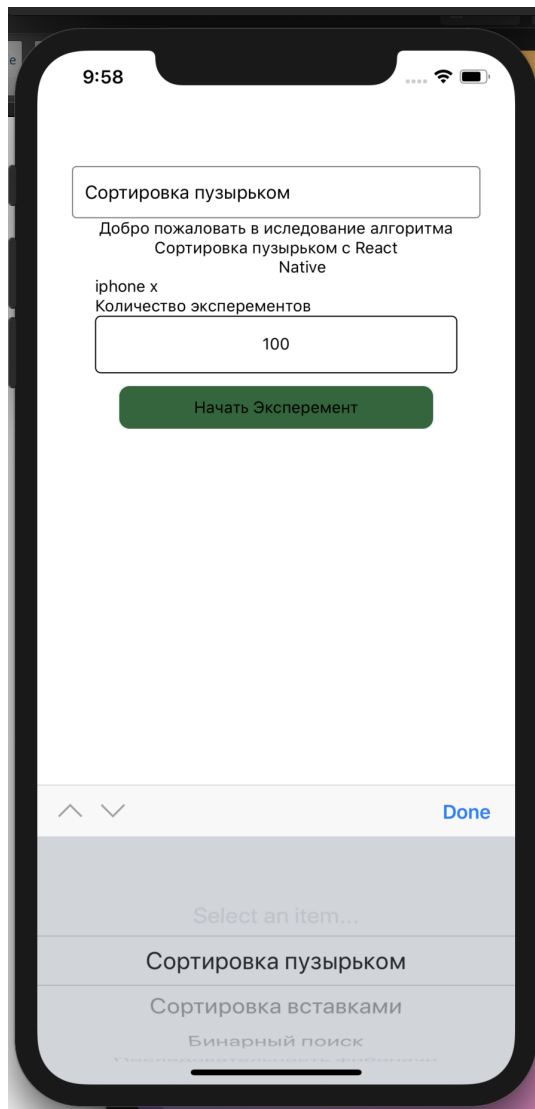 9:58
Сортировка пузырьком
Добро пожаловать в иследование алгоритма
Сортировка пузырьком с React
Native
iphone x
Количество эксперементов
100
Начать Эксперемент
Done
Select an item...
Сортировка пузырьком
Сортировка вставками
Бинарный поиск